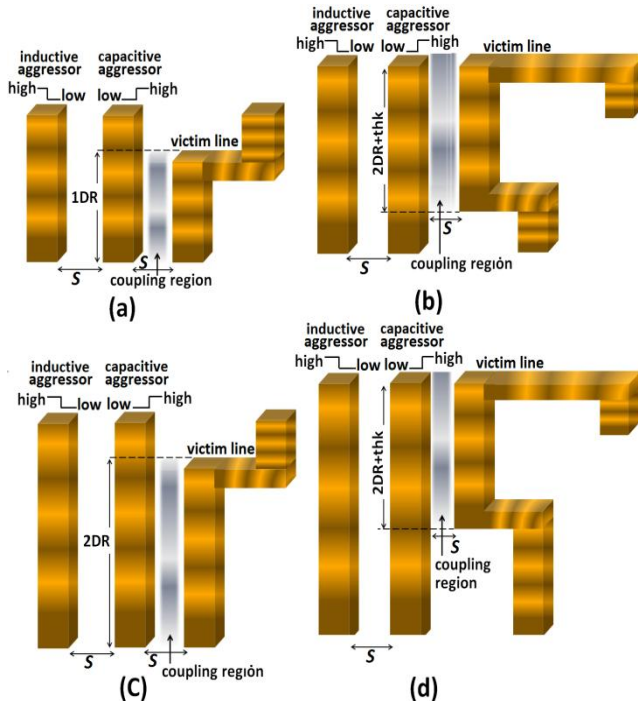 inductive capacitive
aggressor aggressor
high low low high
victim line
1DR
S S
coupling region
(a)
inductive capacitive
aggressor aggressor
high low low high
victim line
2DR+thk
S S
coupling region
(b)
inductive capacitive
aggressor aggressor
high low low high
victim line
2DR
S S
coupling region
(C)
inductive capacitive
aggressor aggressor
high low low high
victim line
2DR+thk
S
coupling
region
S
(d)